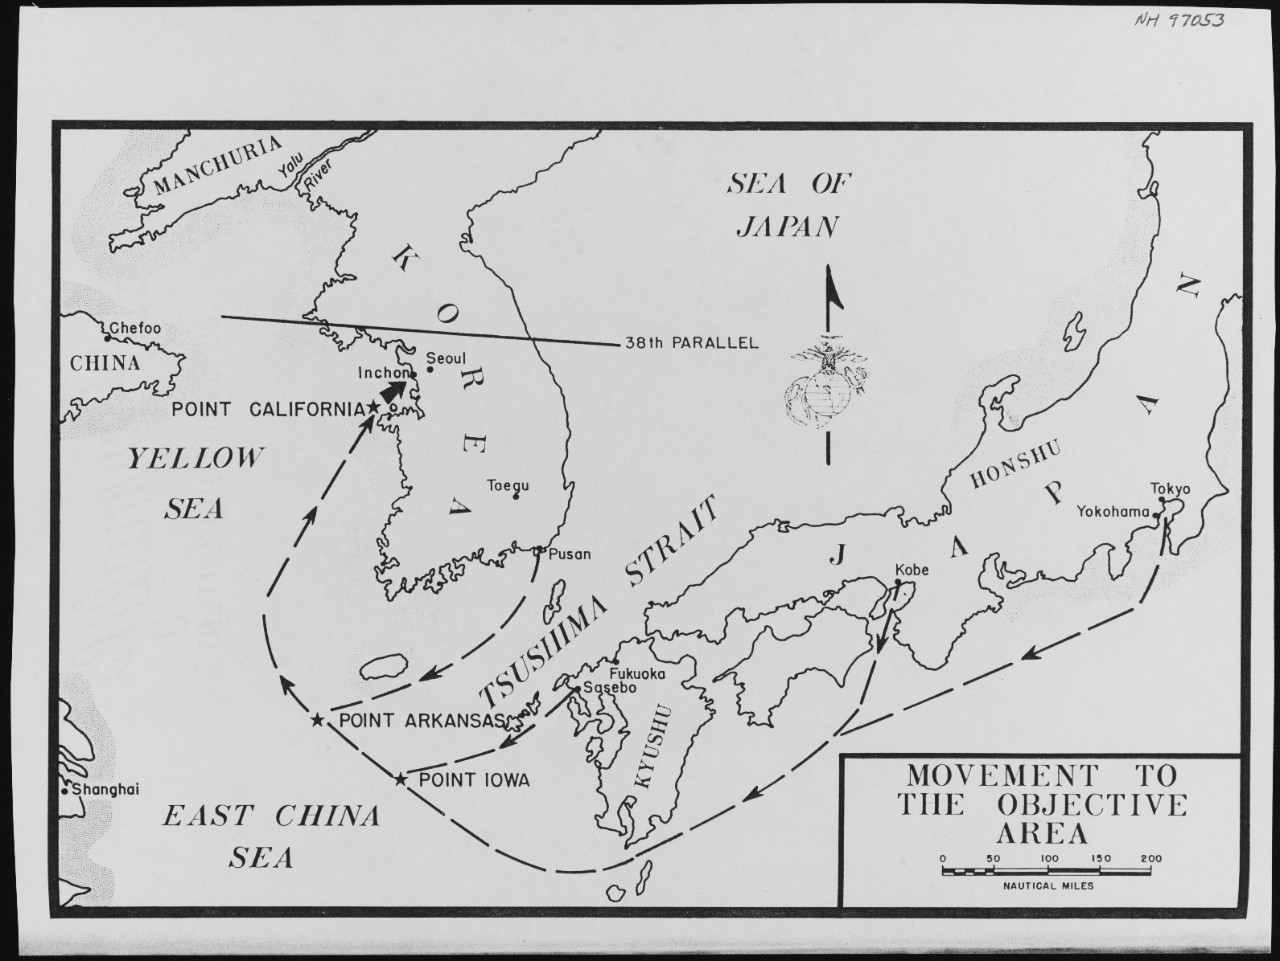 NH 97053
MANCHURIA
Yalu
River
SEA OF
JAPAN
KOREA
38th PARALLEL
Chefoo
CHINA
Seoul
Inchon
POINT CALIFORNIA
YELLOW
SEA
Taegu
Pusan
TSUSHIMA STRAIT
JAPAN
HONSHU
Tokyo
Yokohama
Kobe
Fukuoka
Sasebo
KYUSHU
POINT ARKANSAS
POINT IOWA
Shanghai
EAST CHINA
SEA
MOVEMENT TO
THE OBJECTIVE
AREA
0 50 100 150 200
NAUTICAL MILES